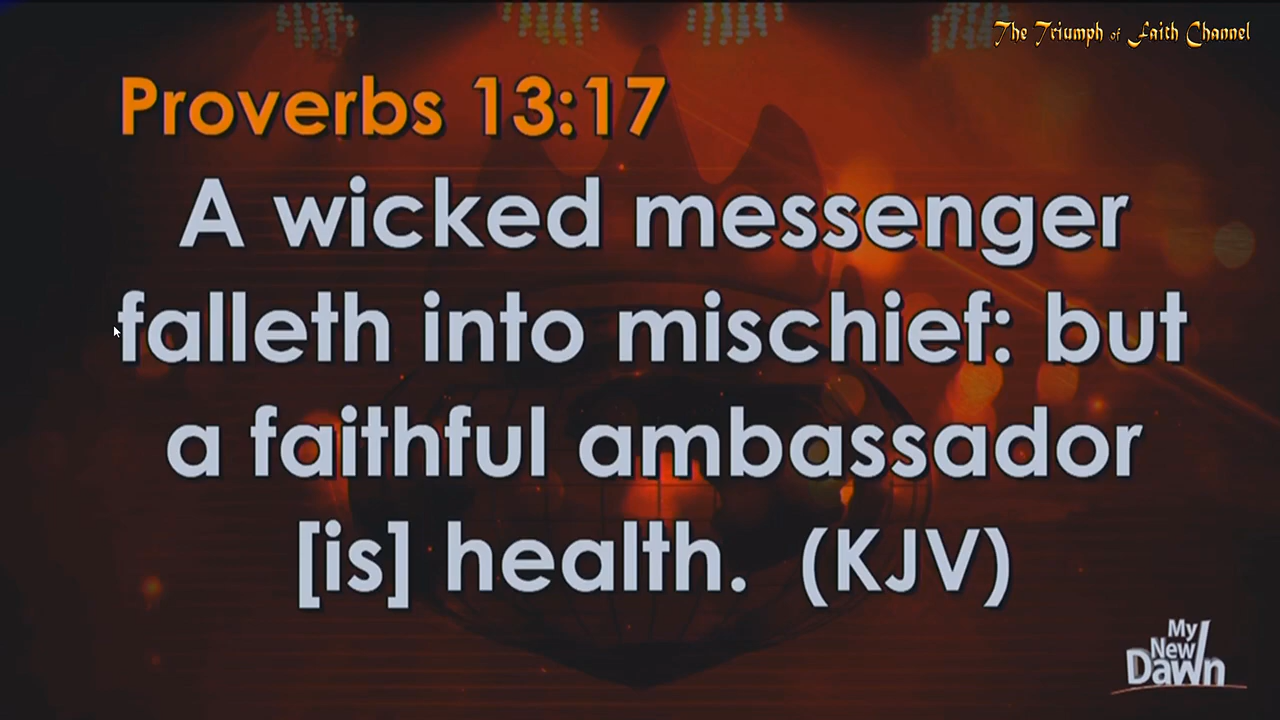 The Triumph of Faith Channel
Proverbs 13:17
A wicked messenger
falleth into mischief: but
a faithful ambassador
[is] health. (KJV)
My
New
Dawn